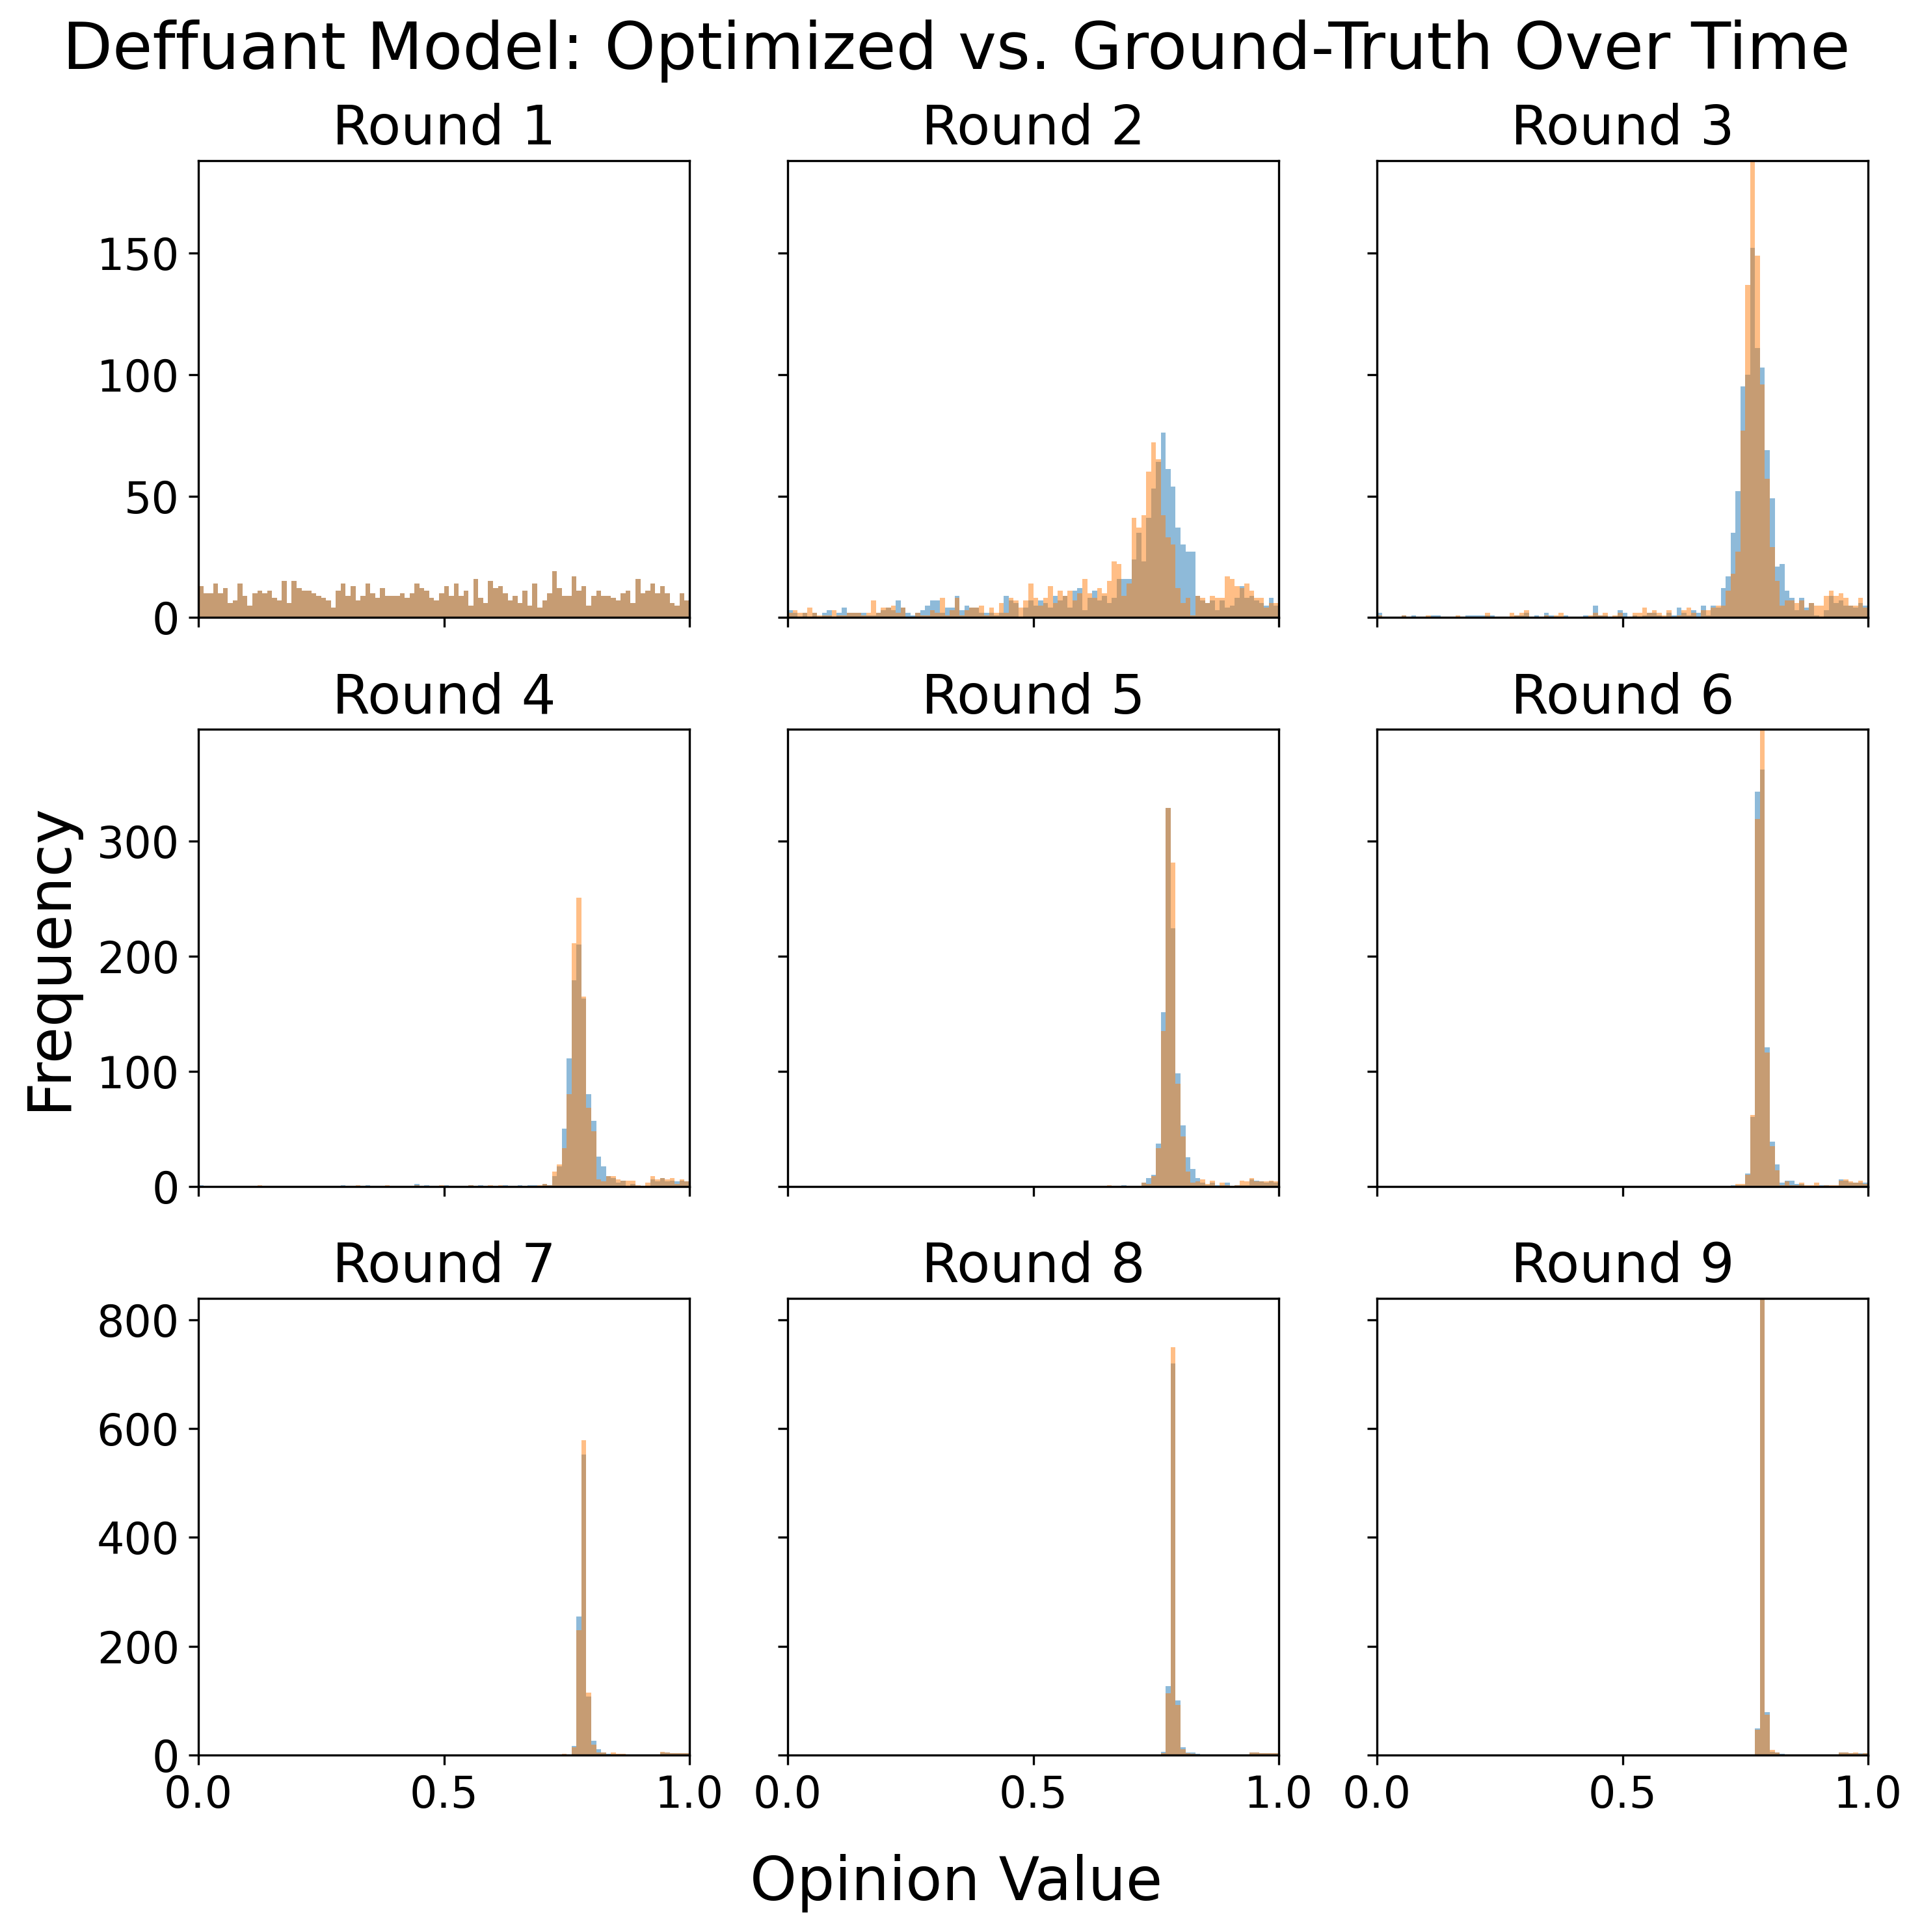 Deffuant Model: Optimized vs. Ground-Truth Over Time
Round 1
Round 2
Round 3
150
100
50
0
Round 4
Round 5
Round 6
Frequency
300
200
100
0
Round 7
Round 8
Round 9
800
600
400
200
0
0.0 0.5 1.0 0.0 0.5 1.0 0.0 0.5 1.0
Opinion Value